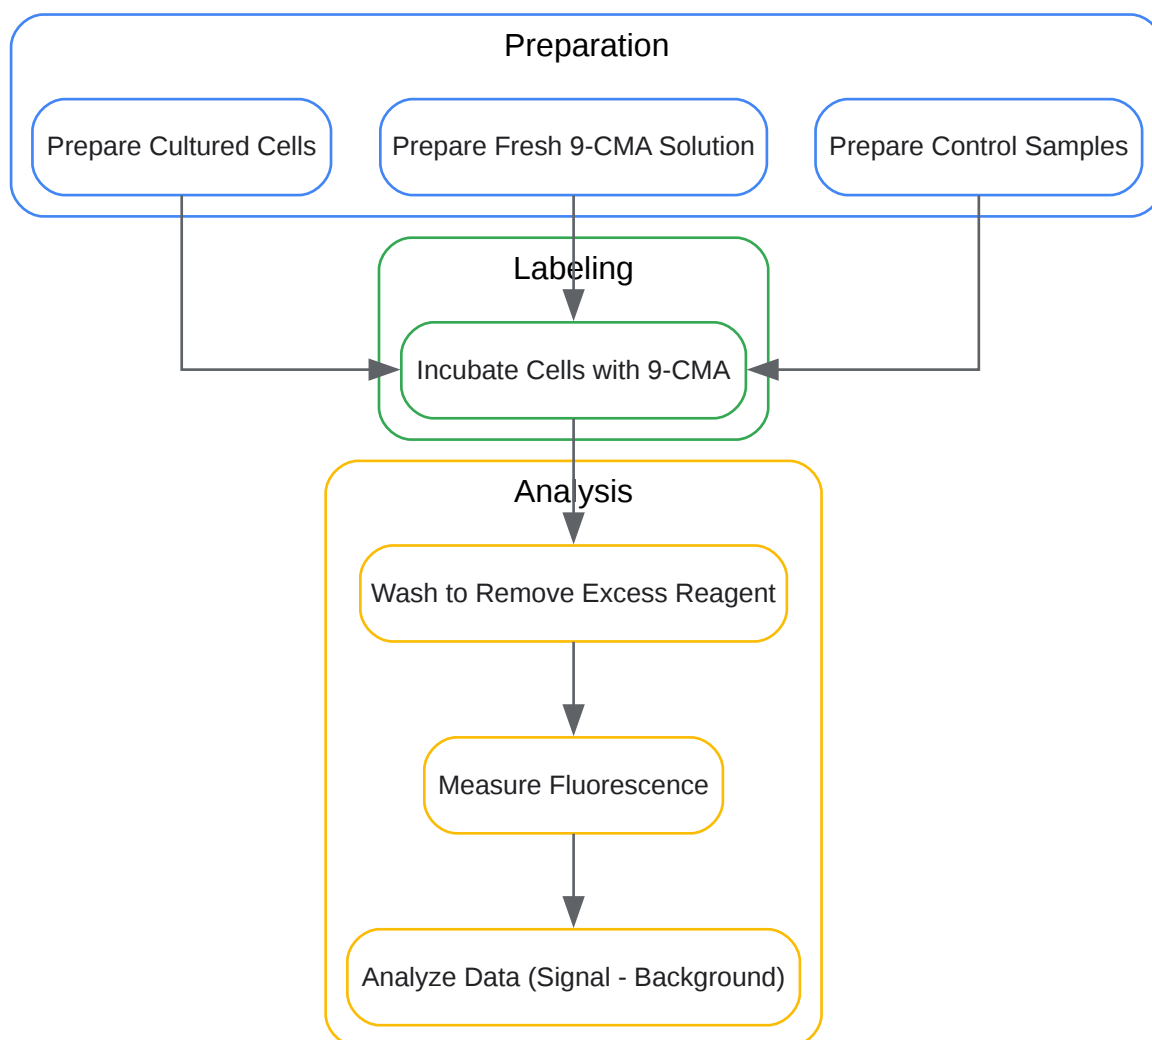 Preparation
Prepare Cultured Cells
Prepare Fresh 9-CMA Solution
Prepare Control Samples
Labeling
Incubate Cells with 9-CMA
Analysis
Wash to Remove Excess Reagent
Measure Fluorescence
Analyze Data (Signal - Background)